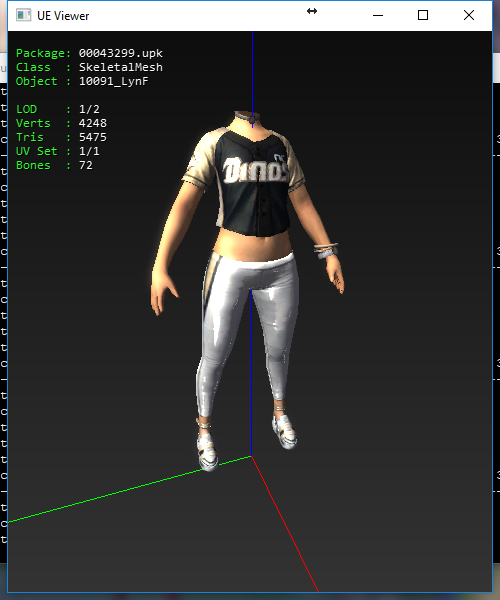 UE Viewer
Package: 00043299.upk
Class : SkeletalMesh
Object : 10091_LynF
LOD : 1/2
Verts : 4248
Tris : 5475
UV Set : 1/1
Bones : 72
Dinos